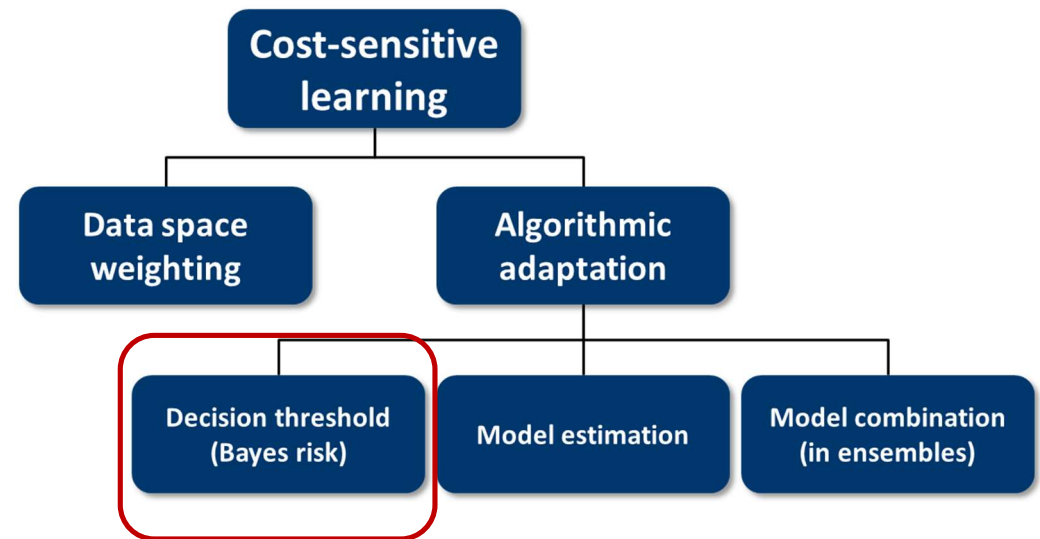 Cost-sensitive
learning
Data space
weighting
Algorithmic
adaptation
Decision threshold
(Bayes risk)
Model estimation
Model combination
(in ensembles)